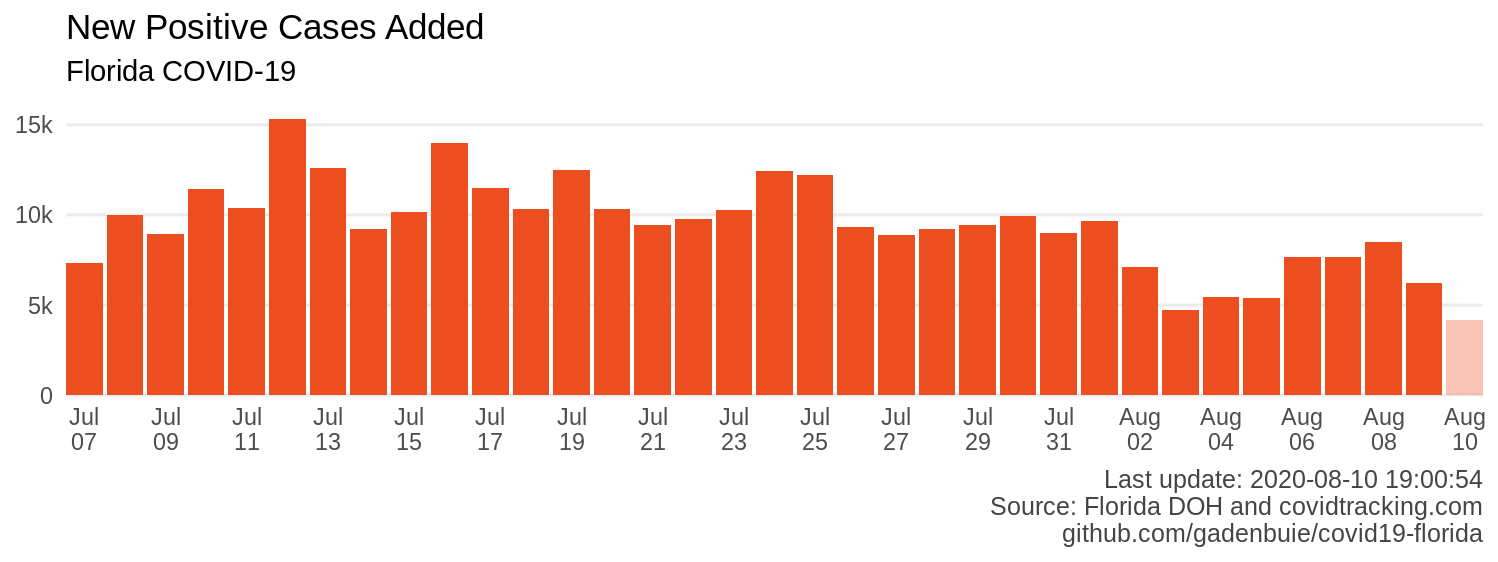 New Positive Cases Added
Florida COVID-19
15k
10k
5k
0
Jul Jul Jul Jul Jul Jul Jul Jul Jul Jul Jul Jul Jul Aug Aug Aug Aug Aug
07 09 11 13 15 17 19 21 23 25 27 29 31 02 04 06 08 10
Last update: 2020-08-10 19:00:54
Source: Florida DOH and covidtracking.com
github.com/gadenbuie/covid19-florida